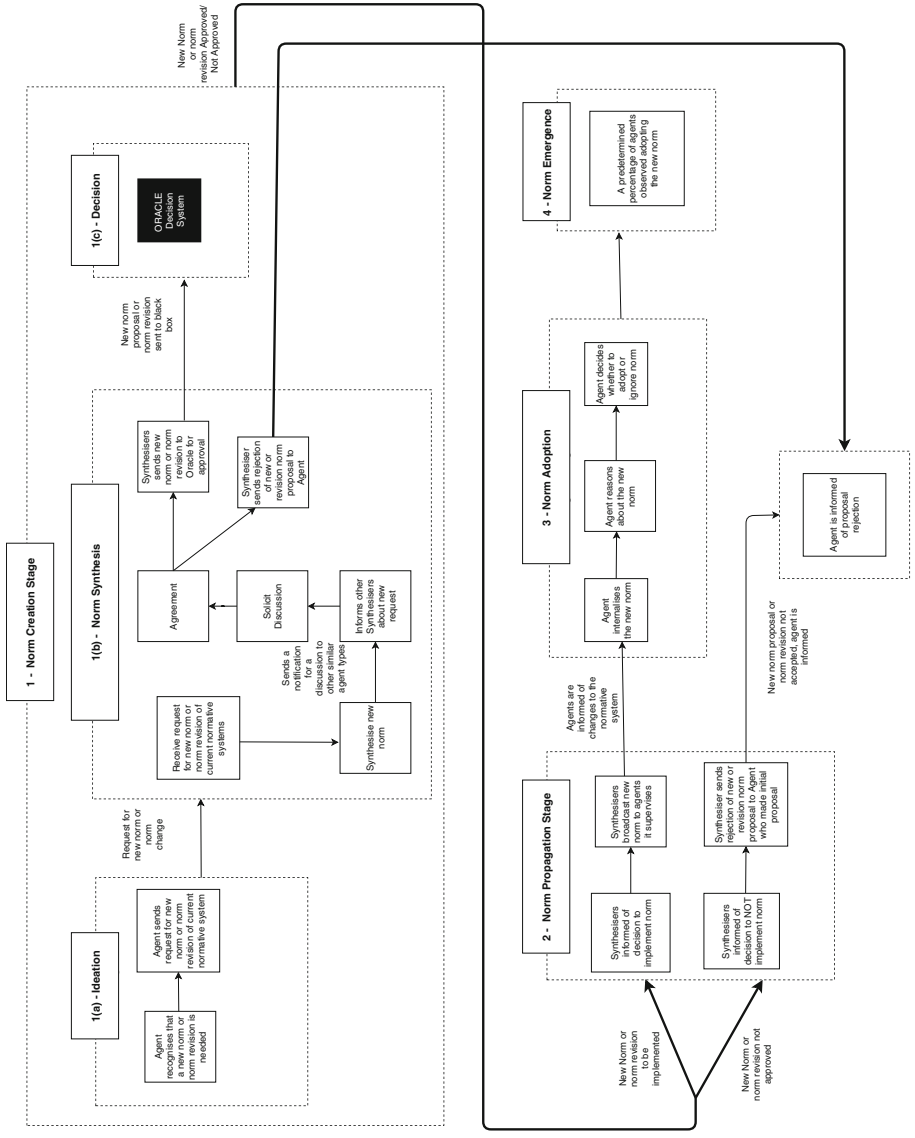 1 - Norm Creation Stage
1(a) - Ideation
Agent
recognises that
a new norm or
norm revision is
needed
Agent sends
request for new
norm or norm
revision of current
normative system
Request for
new norm or
norm
change
1(b) - Norm Synthesis
Receive request
for new norm or
norm revision of
current normative
systems
Synthesise new
norm
Informs other
Synthesisers
about new
request
Sends a
notification
for a
discussion to
other similar
agent types
Solicit
Discussion
Agreement
Synthesisers
sends new
norm or norm
revision to
Oracle for
approval
Synthesiser
sends rejection
of new or
revision norm
proposal to
Agent
New norm
proposal or
norm revision
sent to black
box
1(c) - Decision
ORACLE
Decision
System
New Norm
or norm
revision Approved/
Not Approved
New Norm or
norm revision
to be
implemented
New Norm or
norm revision not
approved
2 - Norm Propagation Stage
Synthesisers
informed of
decision to
implement norm
Synthesisers
broadcast new
norm to agents
it supervises
Synthesisers
informed of
decision to NOT
implement norm
Synthesiser sends
rejection of new or
revision norm
proposal to Agent
who made initial
proposal
Agents are
informed of
changes to the
normative
system
New norm proposal or
norm revision not
accepted, agent is
informed
3 - Norm Adoption
Agent
internalises
the new norm
Agent reasons
about the new
norm
Agent decides
whether to
adopt or
ignore norm
Agent is informed
of proposal
rejection
4 - Norm Emergence
A predetermined
percentage of agents
observed adopting
the new norm